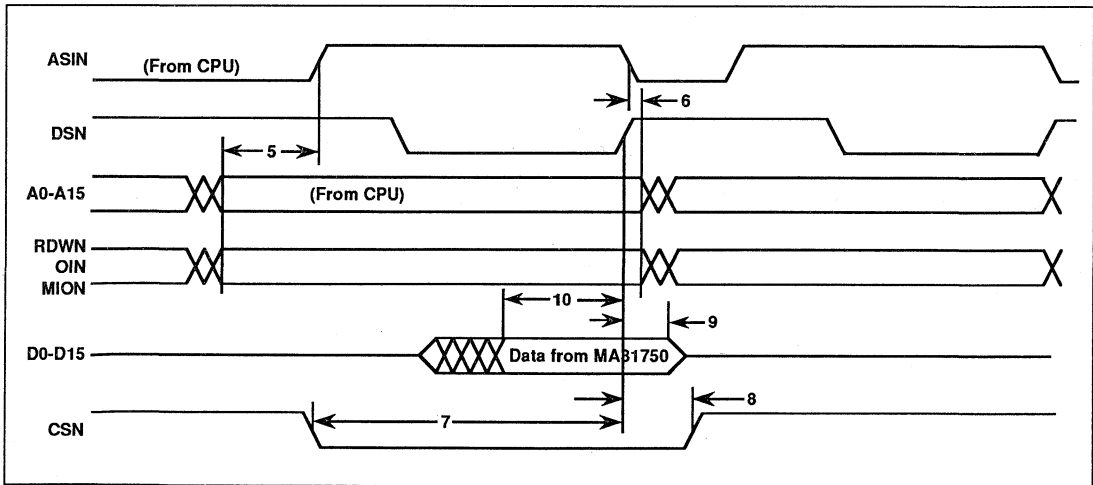 ASIN
(From CPU)
6
DSN
5
A0-A15
(From CPU)
RDWN
OIN
MION
10
9
D0-D15
Data from MA31750
8
7
CSN